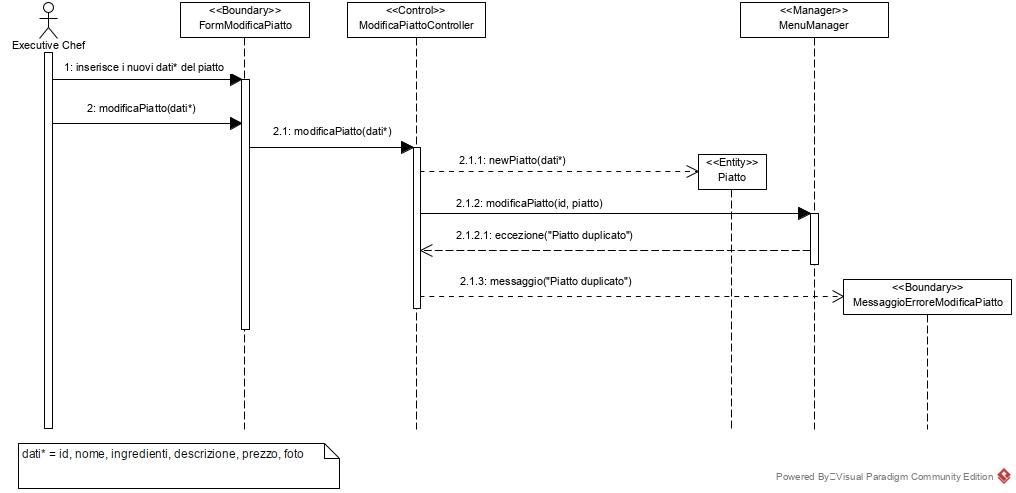 <<Boundary>>
FormModificaPiatto
<<Control>>
ModificaPiattoController
<<Manager>>
MenuManager
Executive Chef
1: inserisce i nuovi dati* del piatto
2: modificaPiatto(dati*)
2.1: modificaPiatto(dati*)
2.1.1: newPiatto(dati*)
<<Entity>>
Piatto
2.1.2: modificaPiatto(id, piatto)
2.1.2.1: eccezione("Piatto duplicato")
2.1.3: messaggio("Piatto duplicato")
<<Boundary>>
MessaggioErroreModificaPiatto
dati* = id, nome, ingredienti, descrizione, prezzo, foto
Powered By Visual Paradigm Community Edition